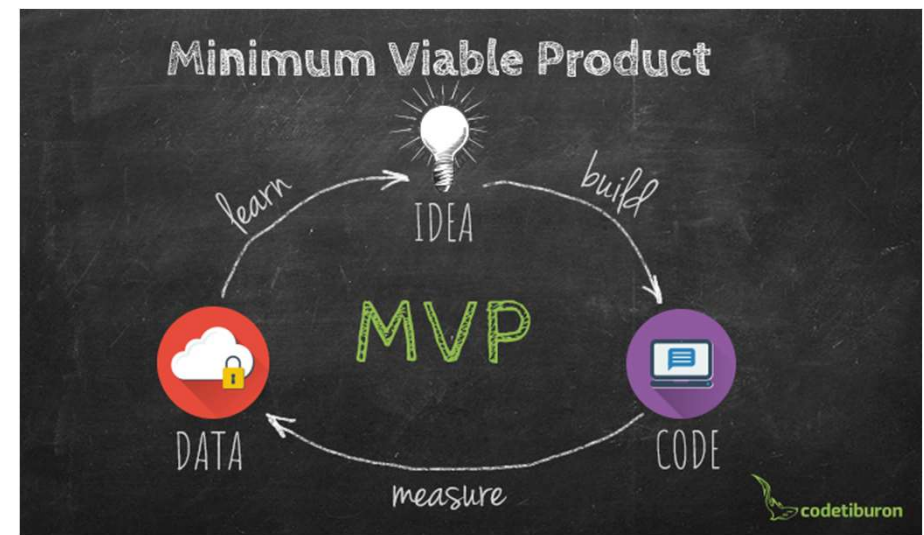 Minimum Viable Product
learn
build
IDEA
MVP
DATA
CODE
measure
codetiburon